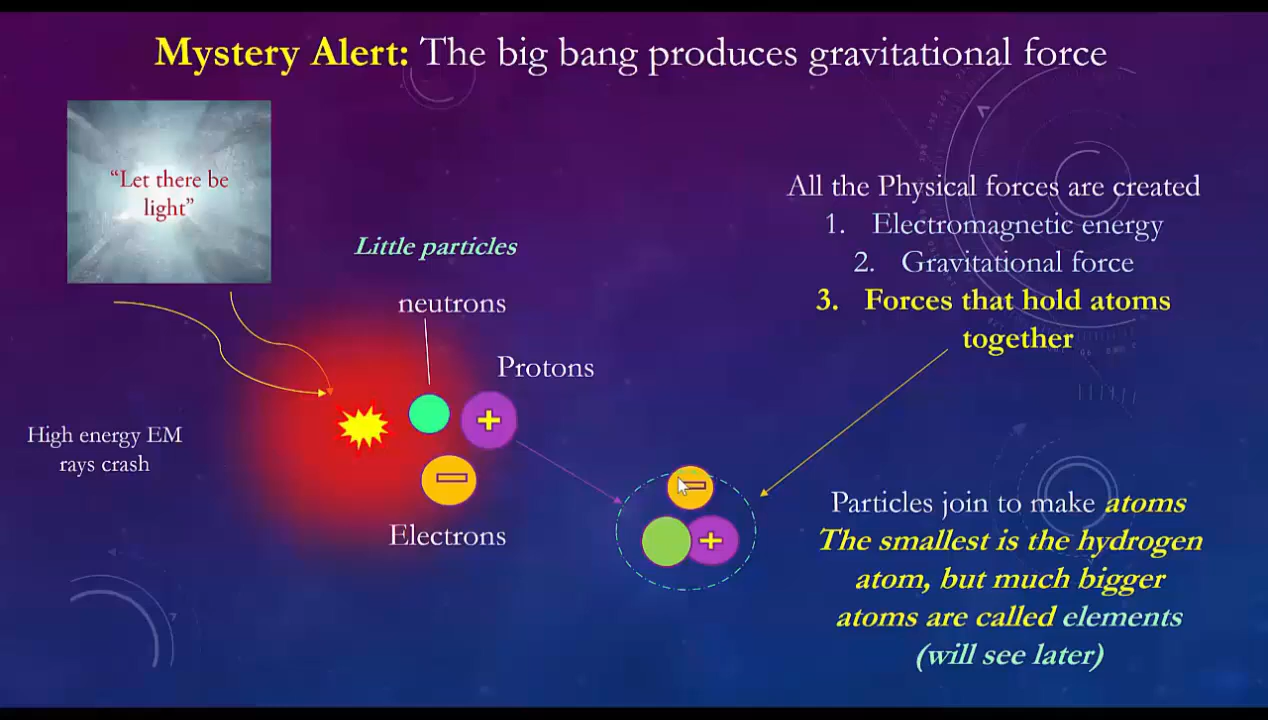 Mystery Alert: The big bang produces gravitational force
“Let there be
light”
Little particles
neutrons
Protons
High energy EM
rays crash
Electrons
All the Physical forces are created
1. Electromagnetic energy
2. Gravitational force
3. Forces that hold atoms
together
Particles join to make atoms
The smallest is the hydrogen
atom, but much bigger
atoms are called elements
(will see later)